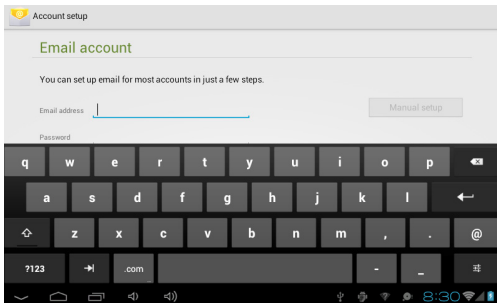 Account setup
Email account
You can set up email for most accounts in just a few steps.
Email address
Manual setup
Password
q w e r t y u i o p
a s d f g h j k l
z x c v b n m , . @
?123 .com - _
8:30